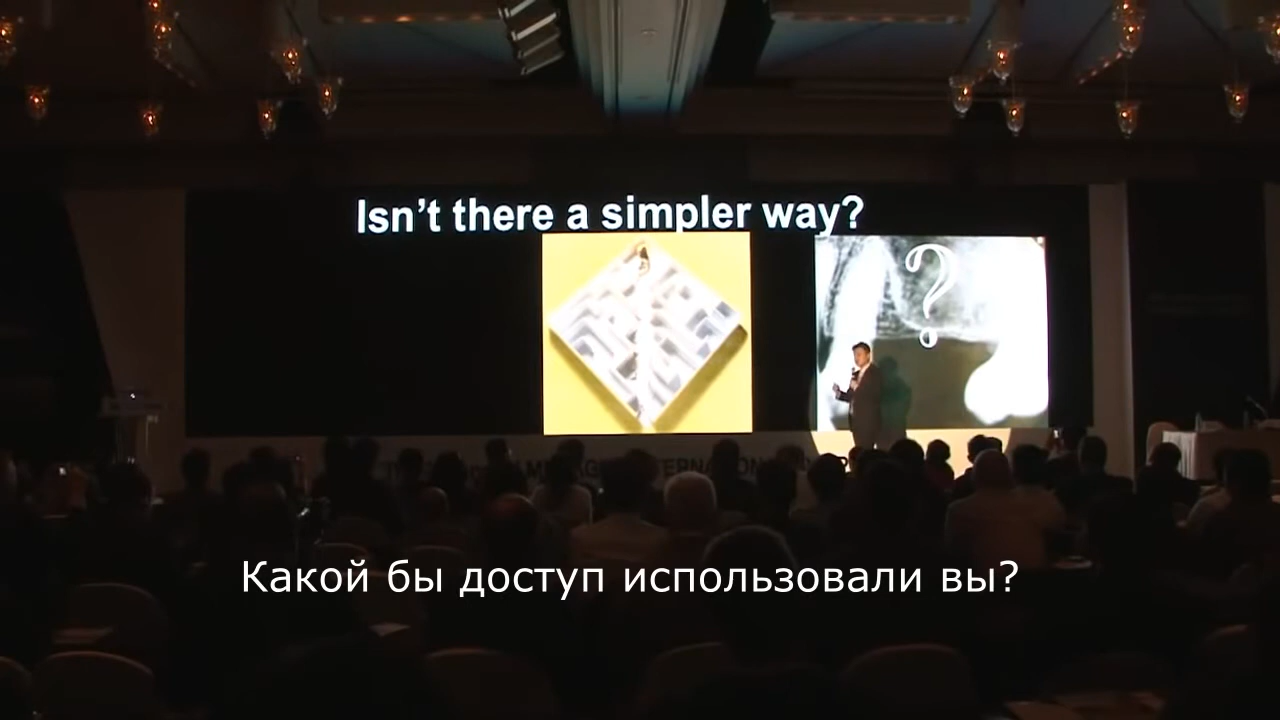 Isn't there a simpler way?
?
Какой бы доступ использовали вы?